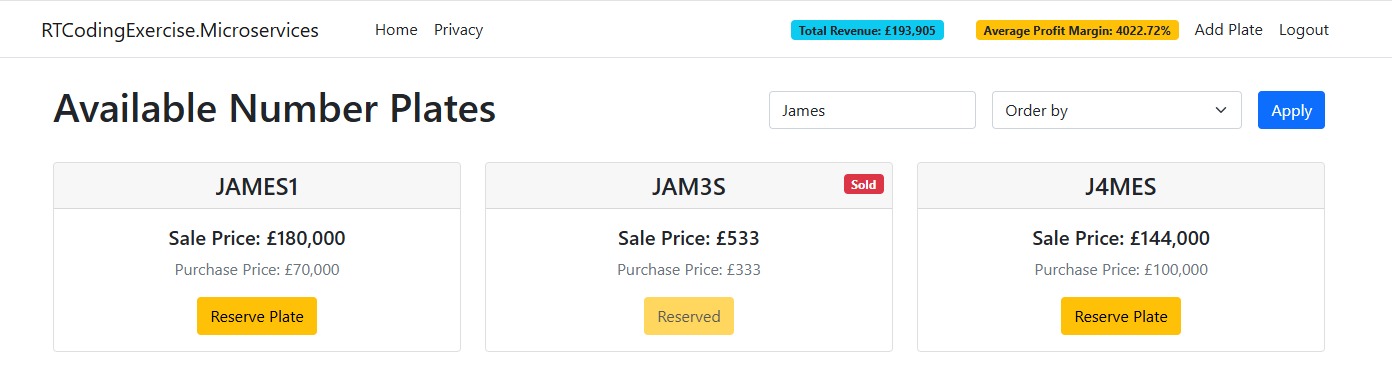 RTCodingExercise.Microservices Home Privacy Total Revenue: £193,905 Average Profit Margin: 4022.72% Add Plate Logout
Available Number Plates James Order by Apply
JAMES1
Sale Price: £180,000
Purchase Price: £70,000
Reserve Plate
JAM3S Sold
Sale Price: £533
Purchase Price: £333
Reserved
J4MES
Sale Price: £144,000
Purchase Price: £100,000
Reserve Plate